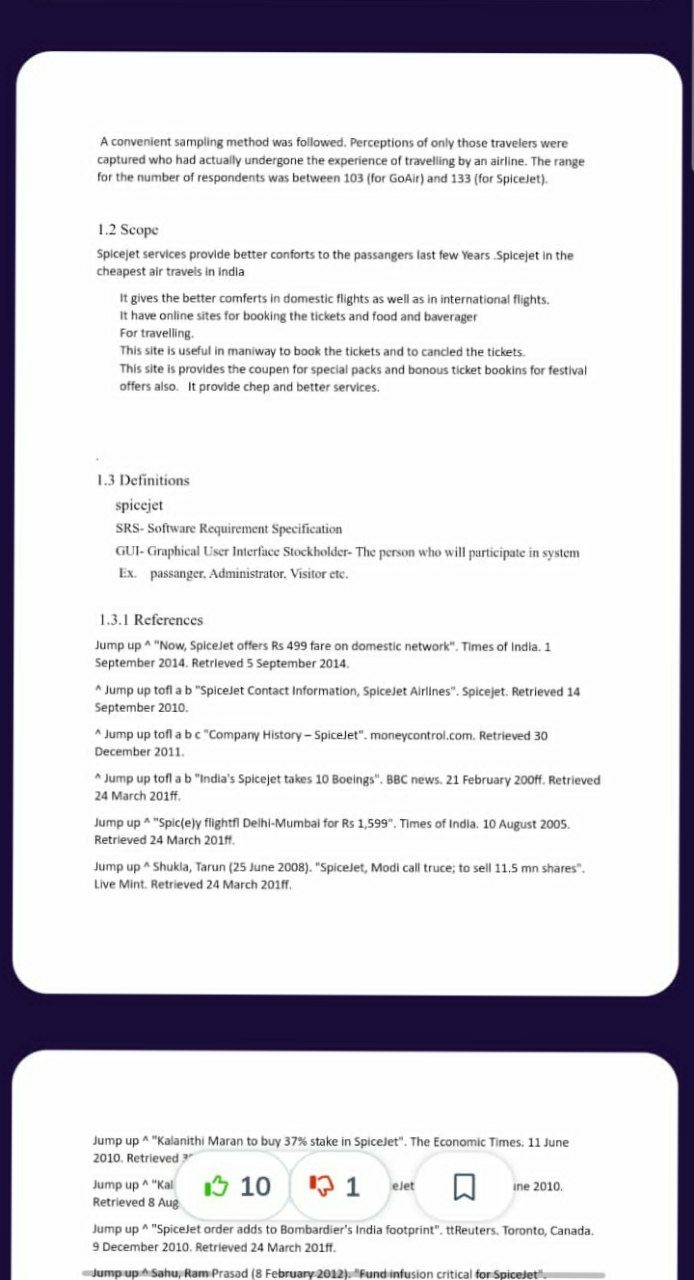 A convenient sampling method was followed. Perceptions of only those travelers were
captured who had actually undergone the experience of travelling by an airline. The range
for the number of respondents was between 103 (for GoAir) and 133 (for SpiceJet).
1.2 Scope
Spicejet services provide better conforts to the passangers last few Years .Spicejet in the
cheapest air travels in india
It gives the better comferts in domestic flights as well as in international flights.
It have online sites for booking the tickets and food and baverager
For travelling.
This site is useful in maniway to book the tickets and to cancled the tickets.
This site is provides the coupen for special packs and bonous ticket bookins for festival
offers also. It provide chep and better services.
.
1.3 Definitions
spicejet
SRS- Software Requirement Specification
GUI- Graphical User Interface Stockholder- The person who will participate in system
Ex. passanger, Administrator, Visitor etc.
1.3.1 References
Jump up ^ "Now, SpiceJet offers Rs 499 fare on domestic network". Times of India. 1
September 2014. Retrieved 5 September 2014.
^ Jump up tofl a b "SpiceJet Contact Information, SpiceJet Airlines". Spicejet. Retrieved 14
September 2010.
^ Jump up tofl a b c "Company History – SpiceJet". moneycontrol.com. Retrieved 30
December 2011.
^ Jump up tofl a b "India's Spicejet takes 10 Boeings". BBC news. 21 February 200ff. Retrieved
24 March 201ff.
Jump up ^ "Spic(e)y flightfl Delhi-Mumbai for Rs 1,599". Times of India. 10 August 2005.
Retrieved 24 March 201ff.
Jump up ^ Shukla, Tarun (25 June 2008). "SpiceJet, Modi call truce; to sell 11.5 mn shares".
Live Mint. Retrieved 24 March 201ff.
Jump up ^ "Kalanithi Maran to buy 37% stake in SpiceJet". The Economic Times. 11 June
2010. Retrieved
Jump up ^ "Kal eJet une 2010.
Retrieved 8 Aug
10 1
Jump up ^ "SpiceJet order adds to Bombardier's India footprint". ttReuters. Toronto, Canada.
9 December 2010. Retrieved 24 March 201ff.
Jump up ^ Sahu, Ram Prasad (8 February 2012). "Fund infusion critical for SpiceJet".